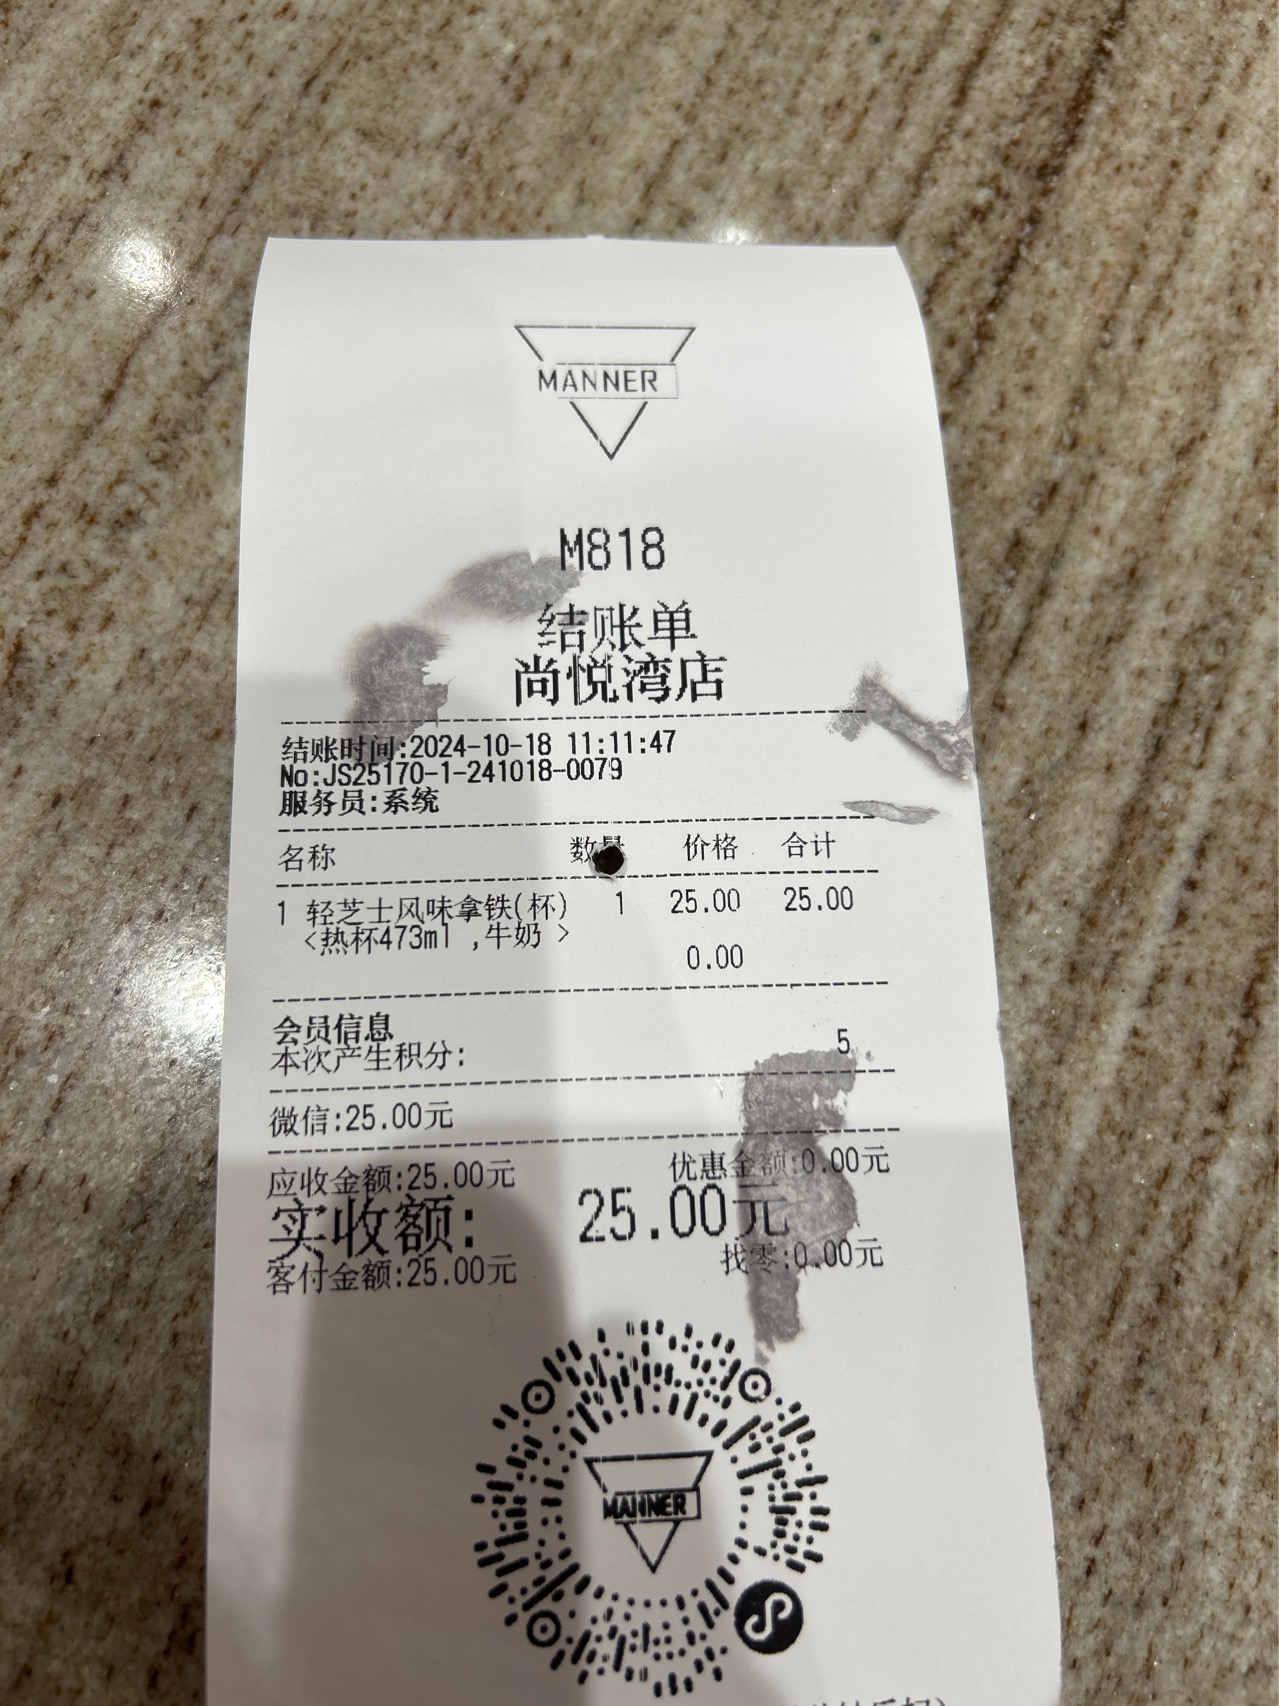 MANNER
M818
结账单
尚悦湾店
结账时间:2024-10-18 11:11:47
No:JS25170-1-241018-0079
服务员:系统
名称 数量 价格 合计
1 轻芝士风味拿铁(杯) 1 25.00 25.00
<热杯473ml ,牛奶 > 0.00
会员信息
本次产生积分: 5
微信:25.00元
应收金额:25.00元 优惠金额:0.00元
实收额: 25.00元
客付金额:25.00元 找零:0.00元
MANNER